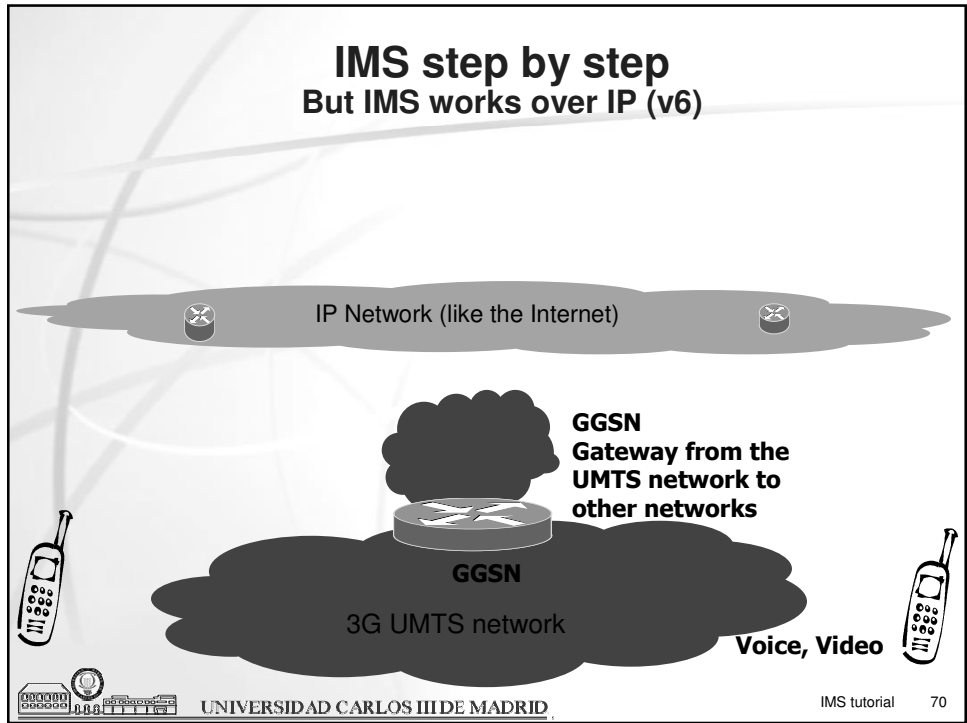 IMS step by step
But IMS works over IP (v6)
IP Network (like the Internet)
GGSN
Gateway from the
UMTS network to
other networks
GGSN
3G UMTS network
Voice, Video
UNIVERSIDAD CARLOS III DE MADRID
IMS tutorial 70